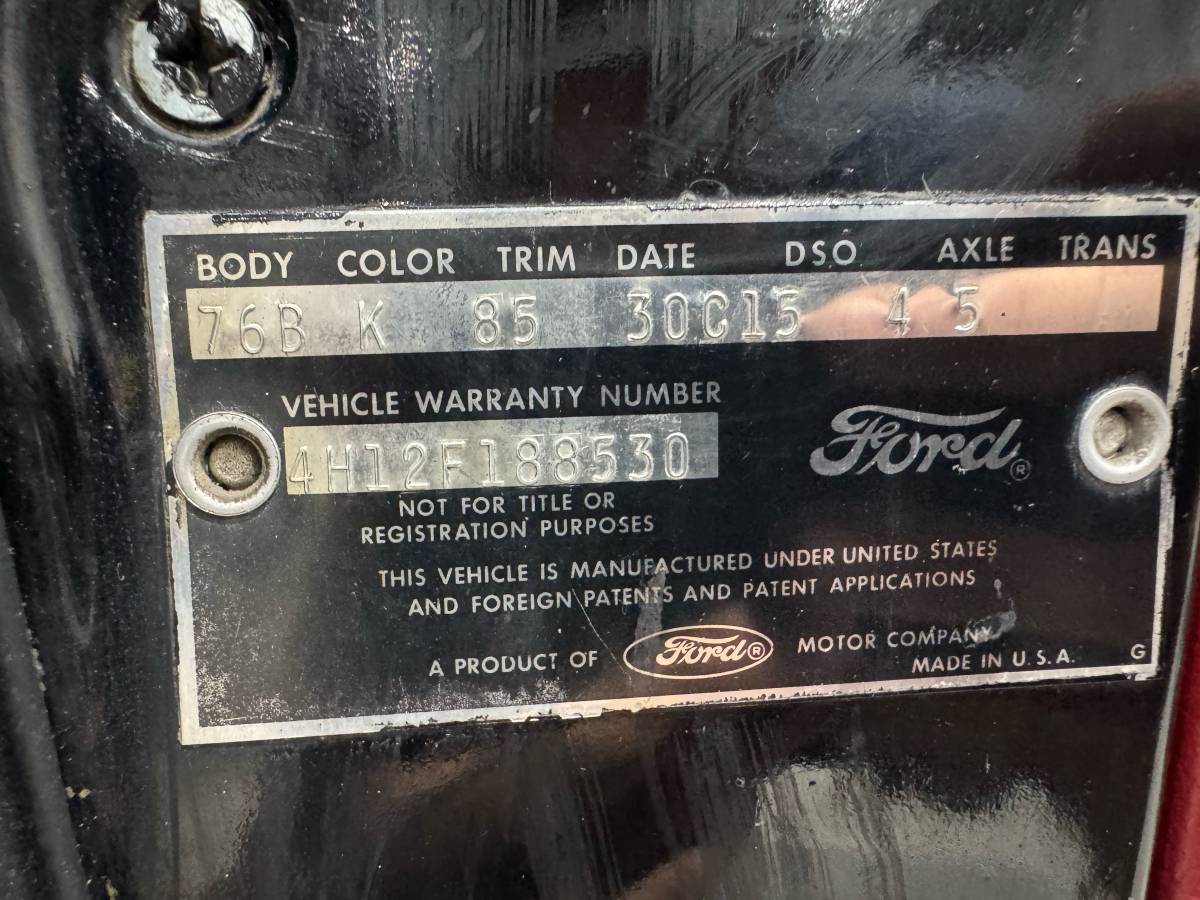 BODY COLOR TRIM DATE DSO AXLE TRANS
76B K 85 30C15 4 5
VEHICLE WARRANTY NUMBER
4H12F188530
Ford®
NOT FOR TITLE OR
REGISTRATION PURPOSES
THIS VEHICLE IS MANUFACTURED UNDER UNITED STATES
AND FOREIGN PATENTS AND PATENT APPLICATIONS
A PRODUCT OF Ford® MOTOR COMPANY
MADE IN U.S.A. G